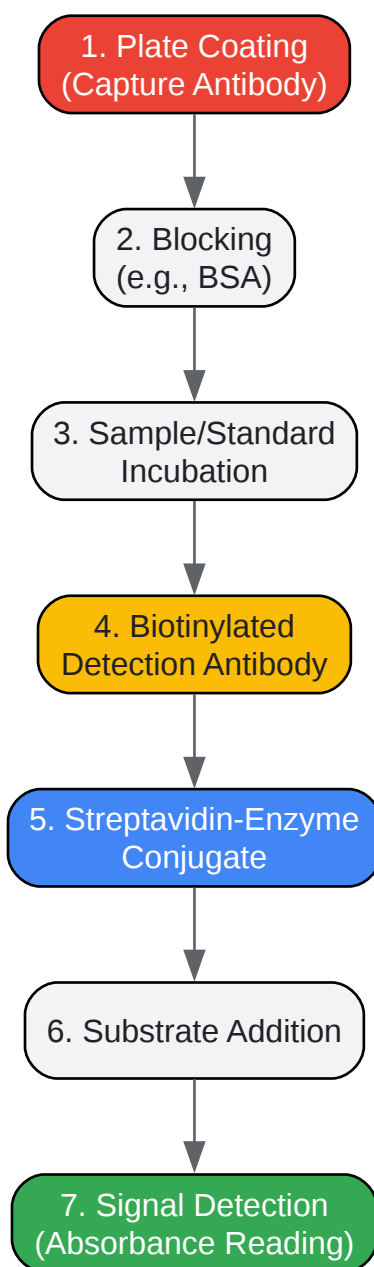 1. Plate Coating
(Capture Antibody)
2. Blocking
(e.g., BSA)
3. Sample/Standard
Incubation
4. Biotinylated
Detection Antibody
5. Streptavidin-Enzyme
Conjugate
6. Substrate Addition
7. Signal Detection
(Absorbance Reading)